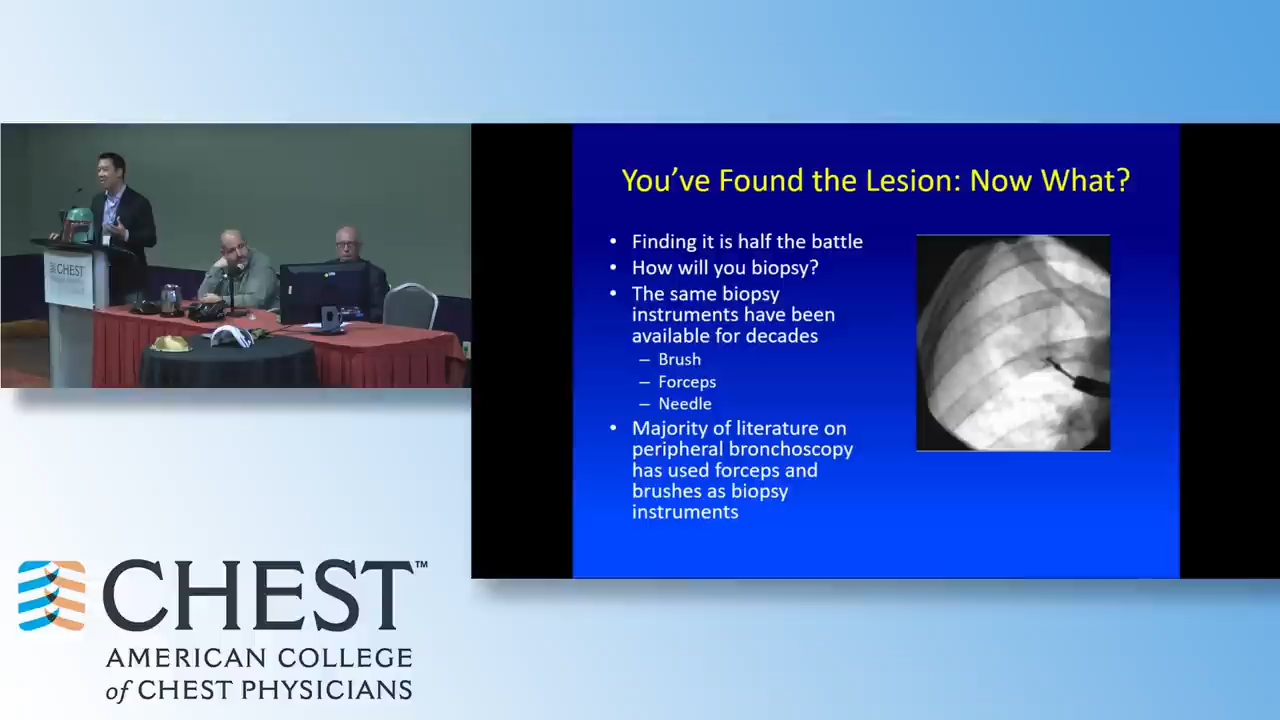 CHEST
You've Found the Lesion: Now What?
• Finding it is half the battle
• How will you biopsy?
• The same biopsy
instruments have been
available for decades
– Brush
– Forceps
– Needle
• Majority of literature on
peripheral bronchoscopy
has used forceps and
brushes as biopsy
instruments
CHEST™
AMERICAN COLLEGE
of CHEST PHYSICIANS